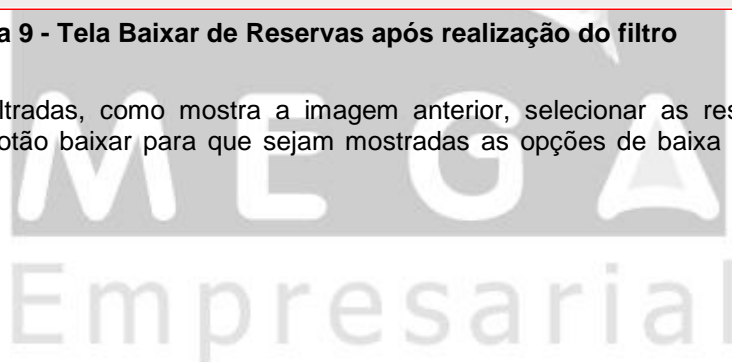 a 9 - Tela Baixar de Reservas após realização do filtro
ltradas, como mostra a imagem anterior, selecionar as res
otão baixar para que sejam mostradas as opções de baixa
MEGA
Empresarial